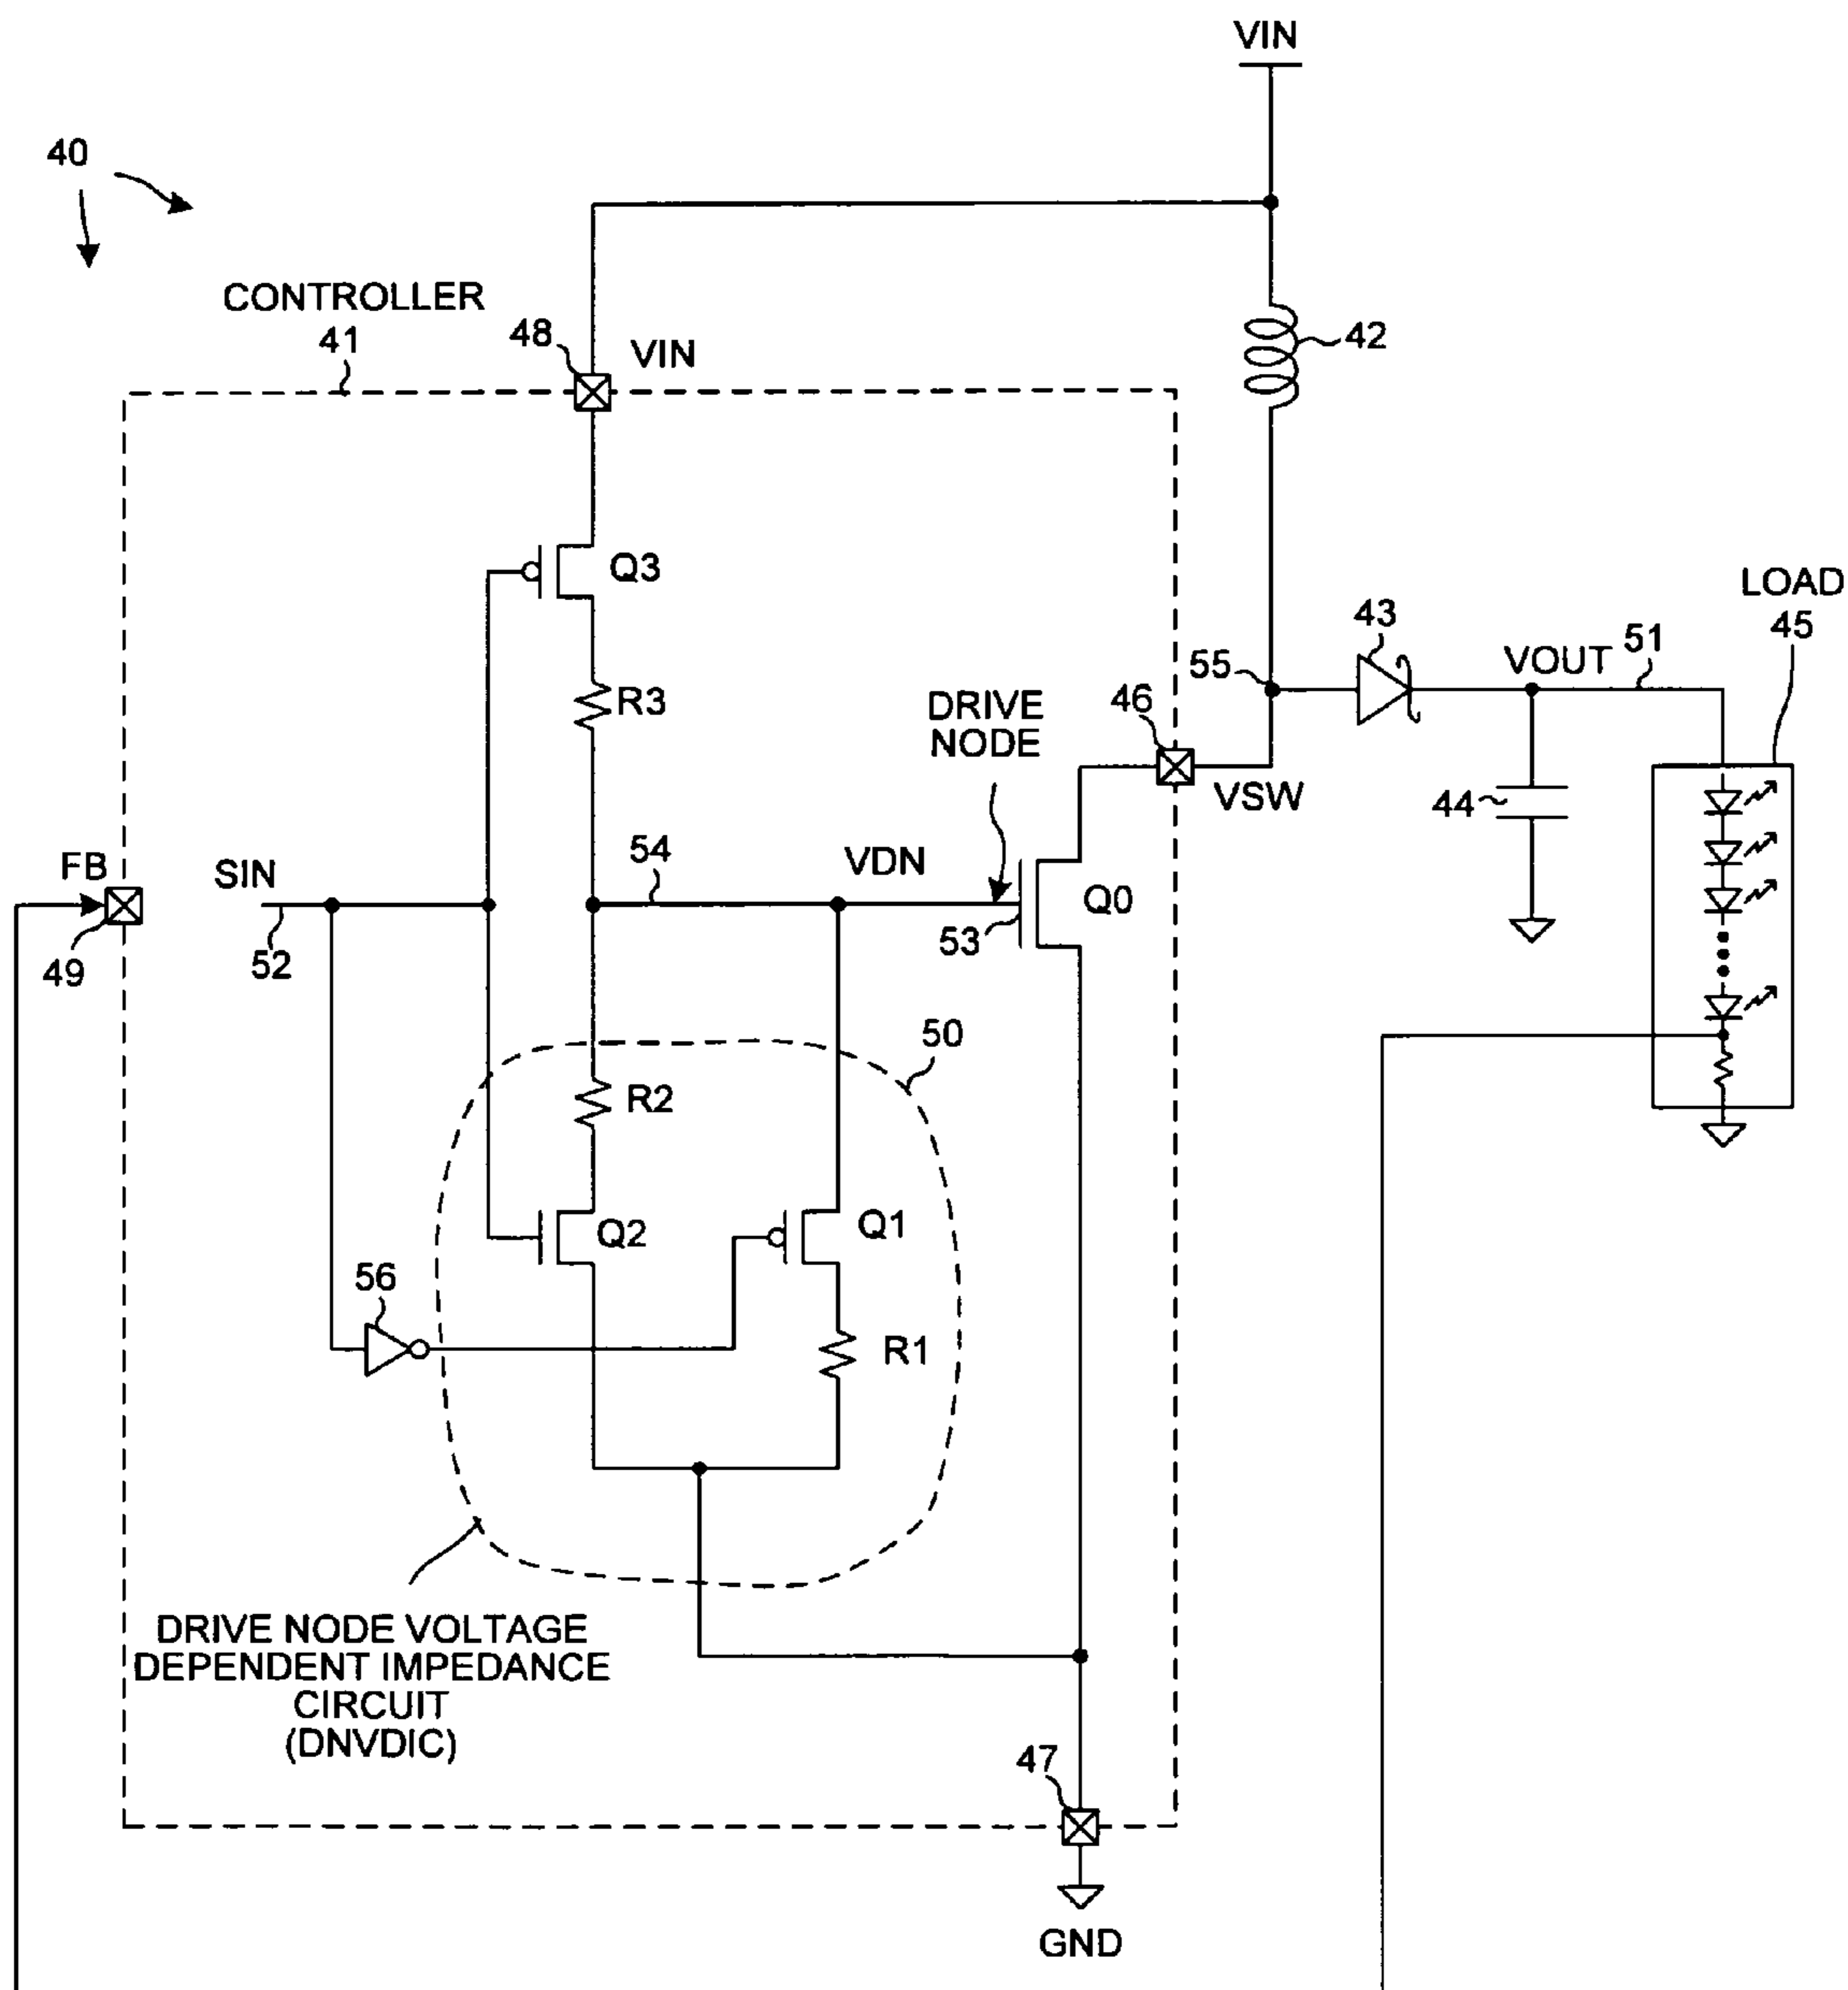 VIN
40
CONTROLLER
41
48
VIN
42
Q3
LOAD
45
43
R3
55
VOUT
51
46
DRIVE
NODE
VSW
44
54
VDN
FB
SIN
Q0
49
52
53
50
R2
Q2
Q1
56
R1
DRIVE NODE VOLTAGE
DEPENDENT IMPEDANCE
CIRCUIT
(DNVDIC)
47
GND